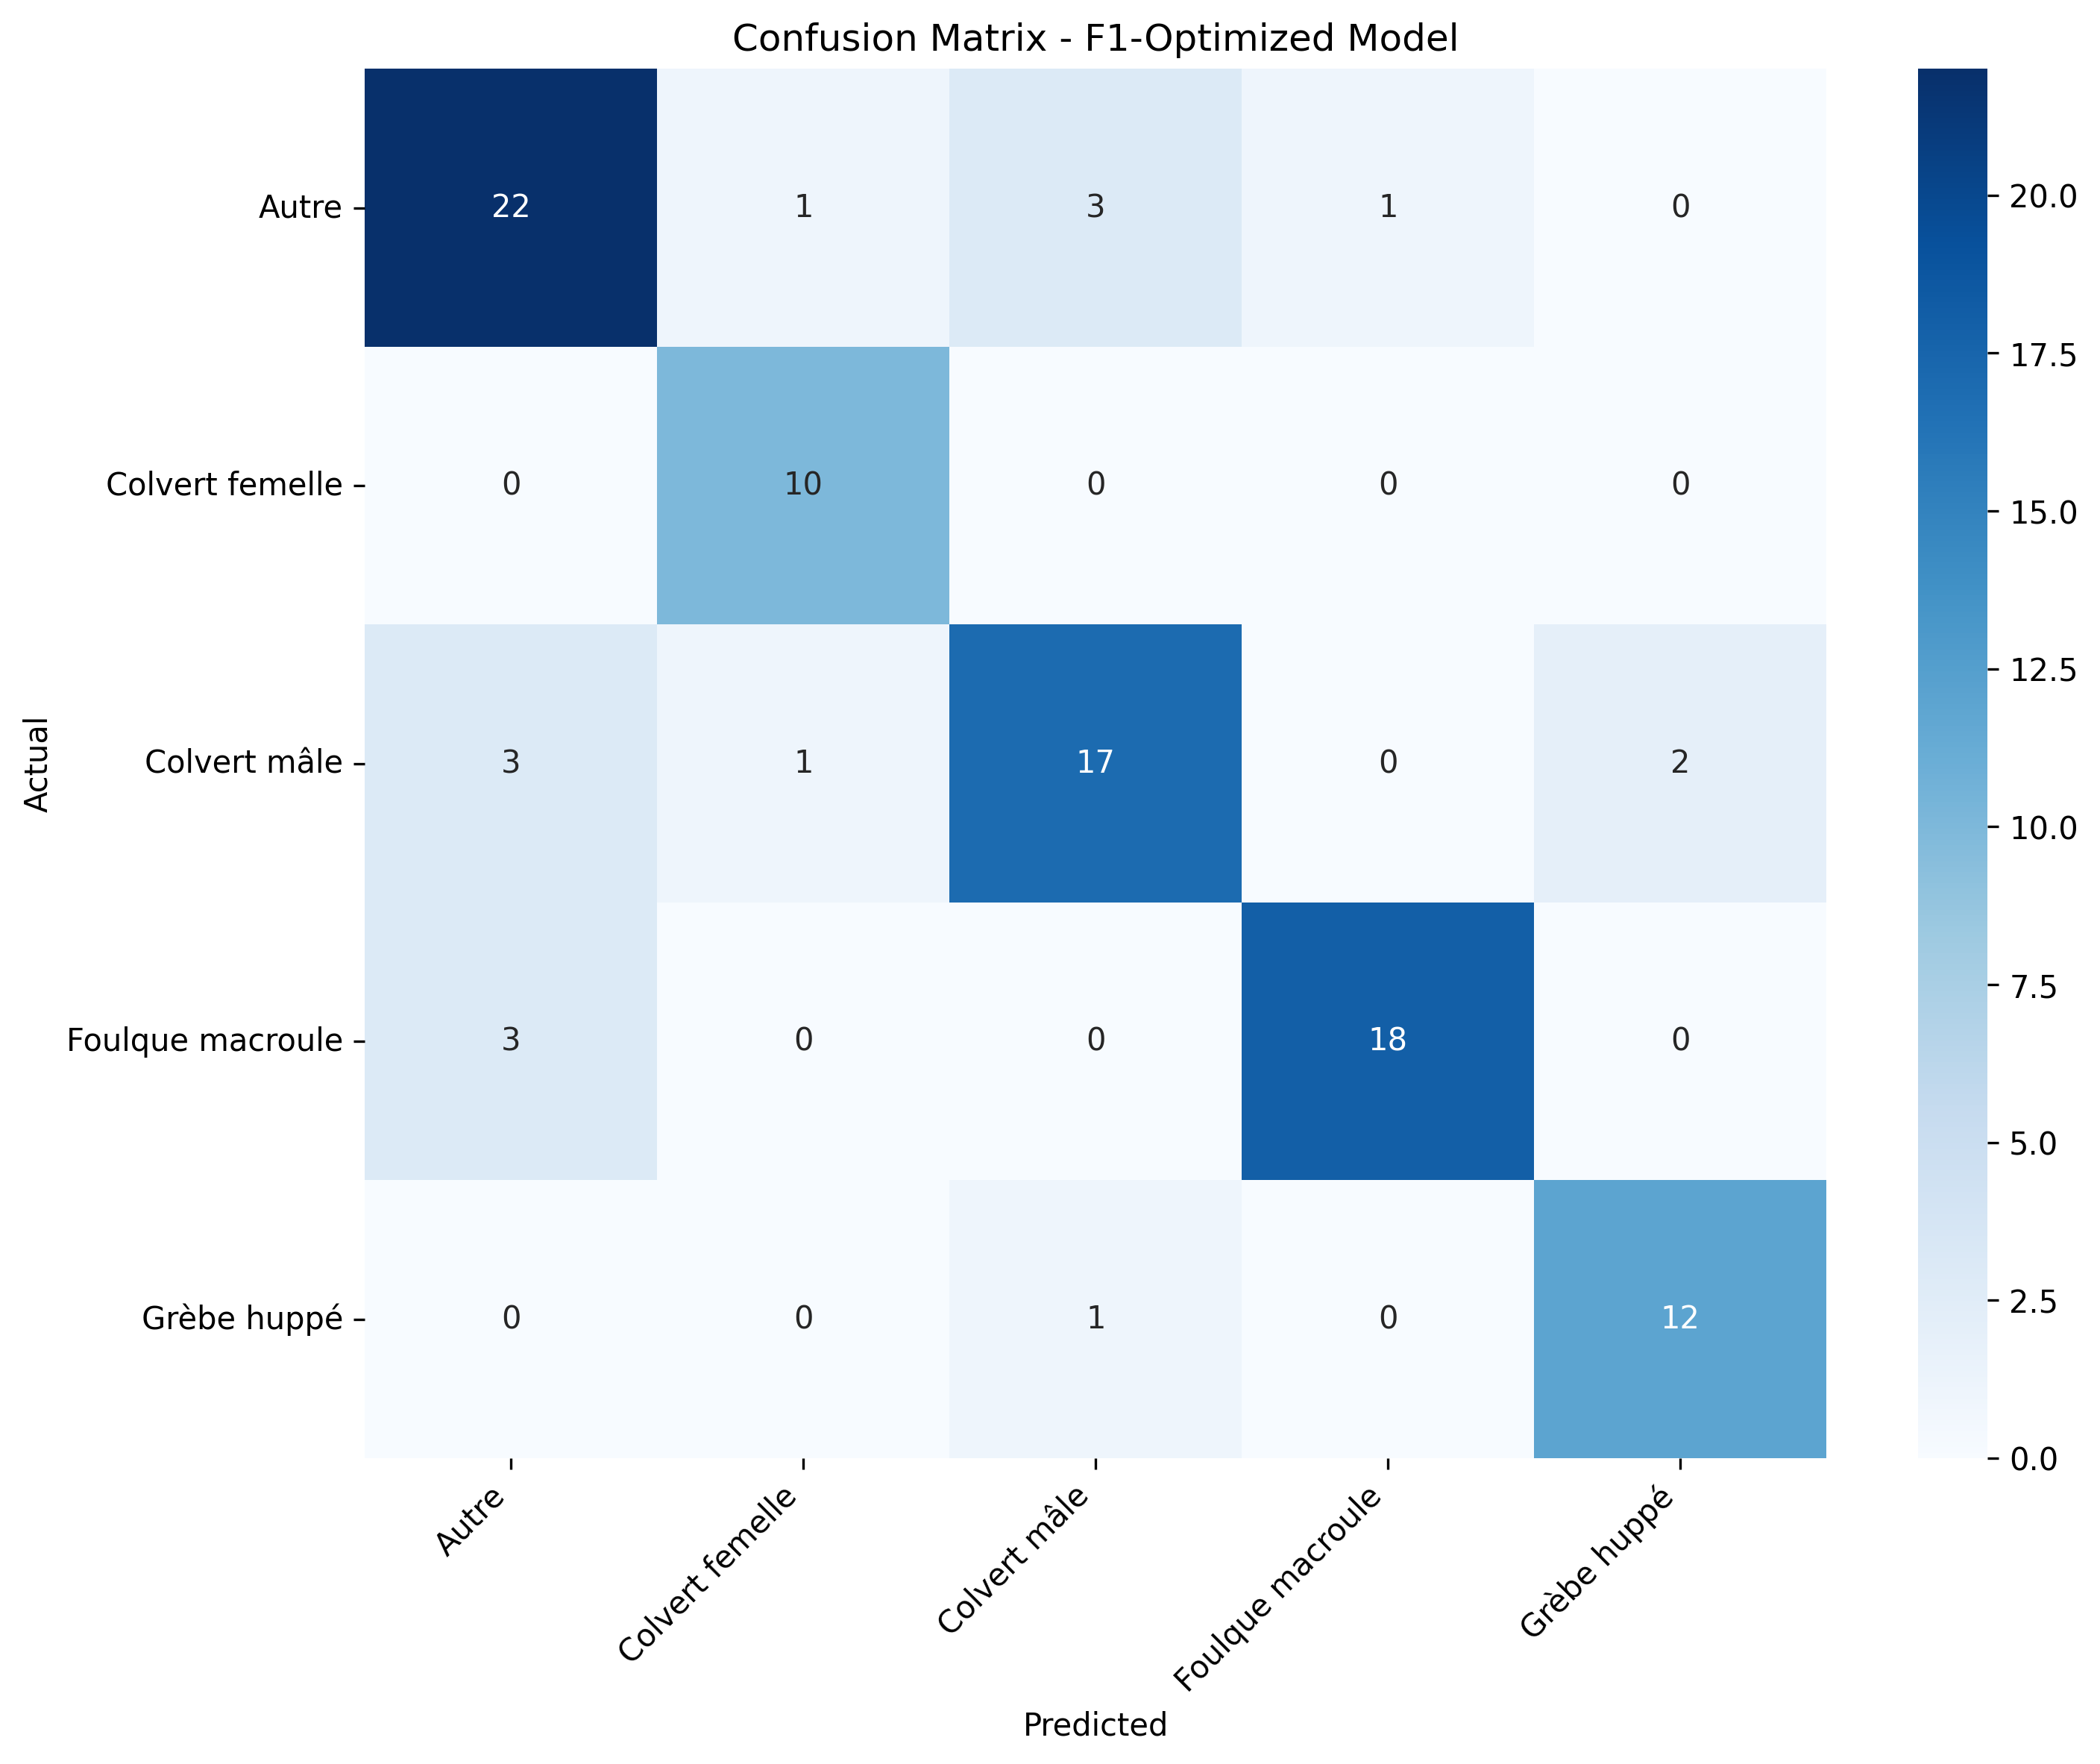 Confusion Matrix - F1-Optimized Model
Autre 22 1 3 1 0
Colvert femelle 0 10 0 0 0
Colvert mâle 3 1 17 0 2
Foulque macroule 3 0 0 18 0
Grèbe huppé 0 0 1 0 12
Actual
Autre
Colvert femelle
Colvert mâle
Foulque macroule
Grèbe huppé
Predicted
20.0
17.5
15.0
12.5
10.0
7.5
5.0
2.5
0.0